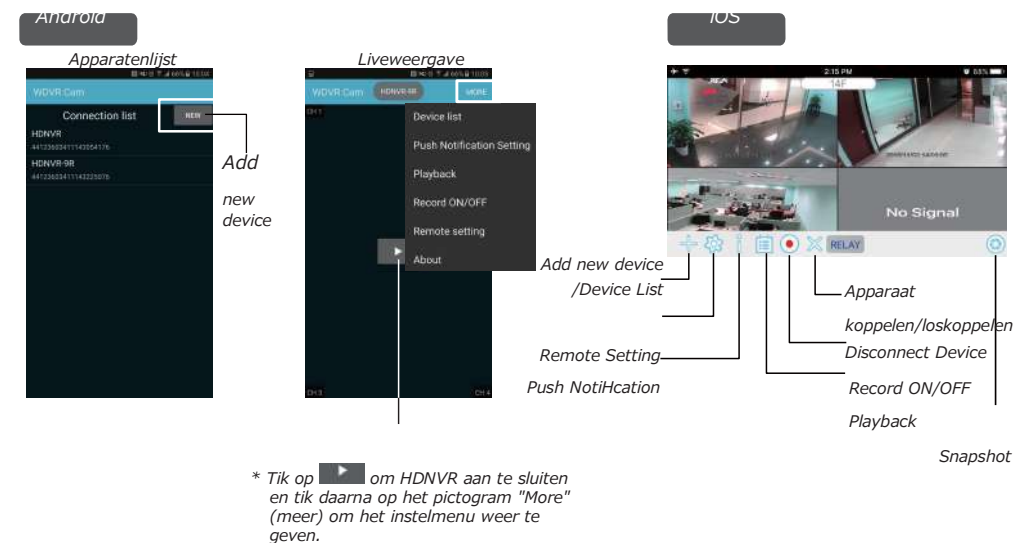 Android
iOS
Apparatenlijst
Liveweergave
WDVR Cam
Connection list
NEW
HDNVR
HDNVR-9R
Add
new
device
WDVR Cam
HDNVR-9R
MORE
CH 1
Device list
Push Notification Setting
Playback
Record ON/OFF
Remote setting
About
CH 3
CH 4
2:15 PM
14F
No Signal
RELAY
Add new device
/Device List
Remote Setting
Push NotiHcation
Apparaat
koppelen/loskoppelen
Disconnect Device
Record ON/OFF
Playback
Snapshot
* Tik op om HDNVR aan te sluiten
en tik daarna op het pictogram "More"
(meer) om het instelmenu weer te
geven.